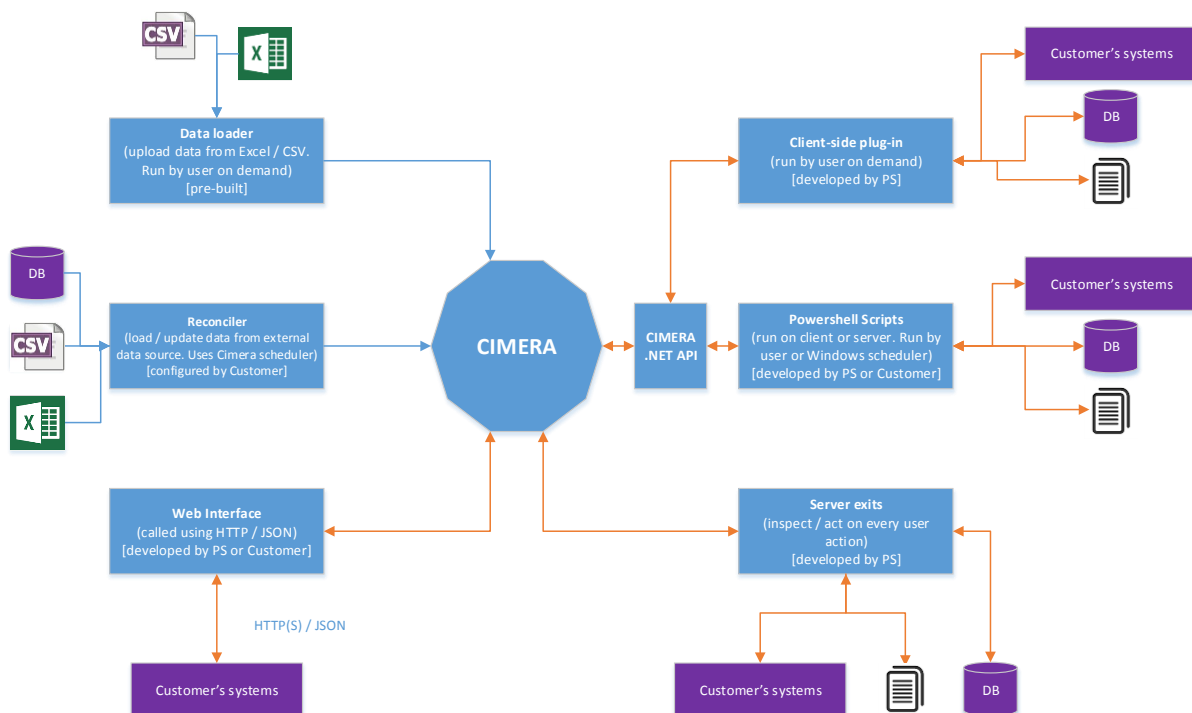 CSV
X
Data loader
(upload data from Excel / CSV.
Run by user on demand)
[pre-built]
Client-side plug-in
(run by user on demand)
[developed by PS]
Customer's systems
DB
DB
CSV
X
Reconciler
(load / update data from external
data source. Uses Cimera scheduler)
[configured by Customer]
CIMERA
CIMERA
.NET API
Powershell Scripts
(run on client or server. Run by
user or Windows scheduler)
[developed by PS or Customer]
Customer's systems
DB
Web Interface
(called using HTTP / JSON)
[developed by PS or Customer]
HTTP(S) / JSON
Customer's systems
Server exits
(inspect / act on every user
action)
[developed by PS]
Customer's systems
DB